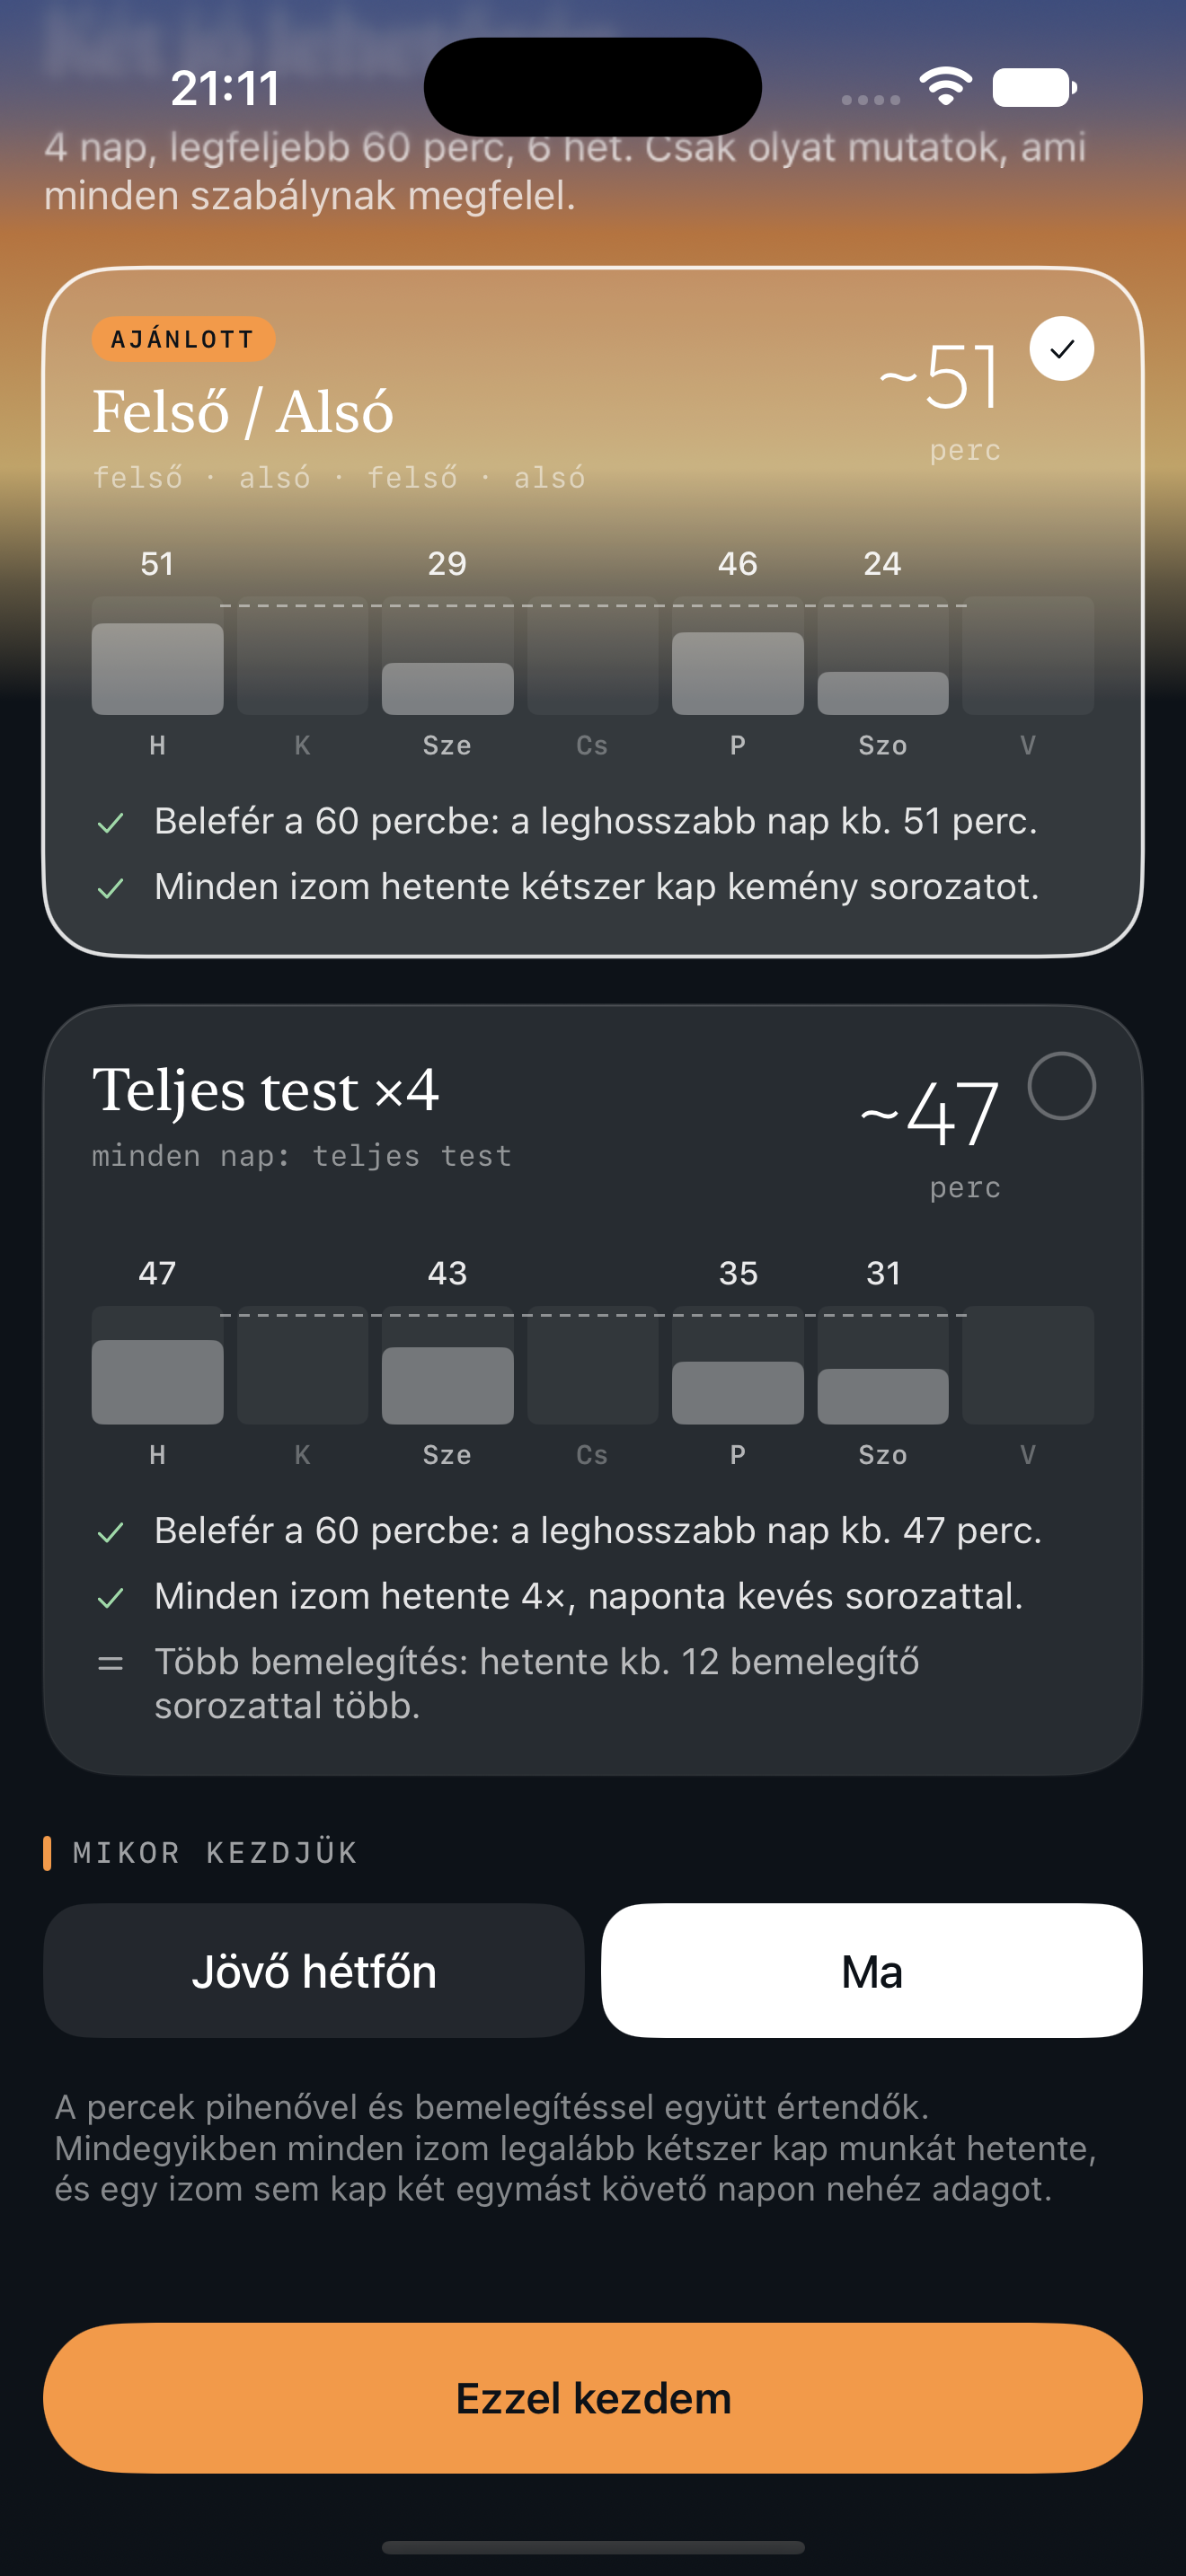 21:11
4 nap, legfeljebb 60 perc, 6 hét. Csak olyat mutatok, ami
minden szabálynak megfelel.
AJÁNLOTT
Felső / Alsó
felső · alsó · felső · alsó
~51
perc
51 29 46 24
H K Sze Cs P Szo V
✓ Belefér a 60 percbe: a leghosszabb nap kb. 51 perc.
✓ Minden izom hetente kétszer kap kemény sorozatot.
Teljes test ×4
minden nap: teljes test
~47
perc
47 43 35 31
H K Sze Cs P Szo V
✓ Belefér a 60 percbe: a leghosszabb nap kb. 47 perc.
✓ Minden izom hetente 4×, naponta kevés sorozattal.
= Több bemelegítés: hetente kb. 12 bemelegítő
sorozattal több.
MIKOR KEZDJÜK
Jövő hétfőn
Ma
A percek pihenővel és bemelegítéssel együtt értendők.
Mindegyikben minden izom legalább kétszer kap munkát hetente,
és egy izom sem kap két egymást követő napon nehéz adagot.
Ezzel kezdem